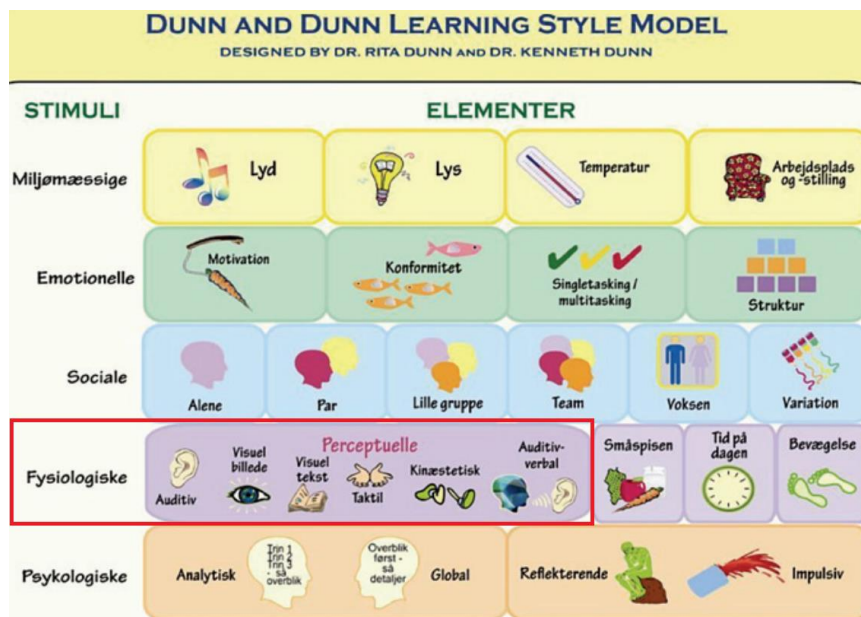 DUNN AND DUNN LEARNING STYLE MODEL
DESIGNED BY DR. RITA DUNN AND DR. KENNETH DUNN
STIMULI
ELEMENTER
Miljømæssige
Lyd
Lys
Temperatur
Arbejdsplads
og -stilling
Emotionelle
Motivation
Konformitet
Singletasking /
multitasking
Struktur
Sociale
Alene
Par
Lille gruppe
Team
Voksen
Variation
Fysiologiske
Perceptuelle
Auditiv
Visuel
billede
Visuel
tekst
Taktil
Kinæstetisk
Auditiv-
verbal
Småspisen
Tid på
dagen
Bevægelse
Psykologiske
Analytisk
Trin 1
Trin 2
Trin 3
- så
overblik
Overblik
først -
så
detaljer
Global
Reflekterende
Impulsiv